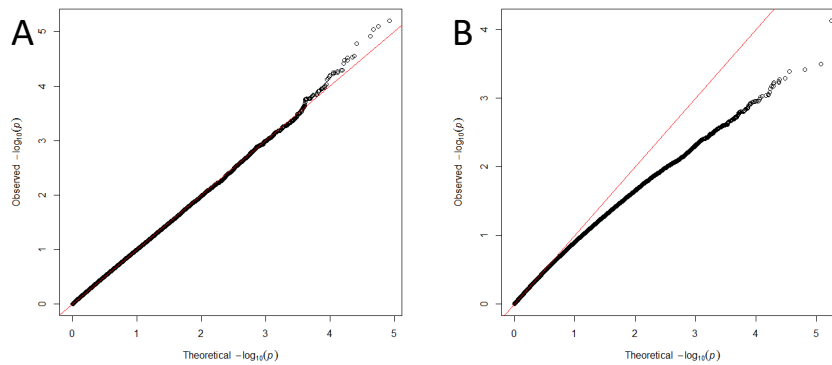 A
5
4
3
2
1
0
Observed −log₁₀(p)
0 1 2 3 4 5
Theoretical −log₁₀(p)
B
4
3
2
1
0
Observed −log₁₀(p)
0 1 2 3 4 5
Theoretical −log₁₀(p)